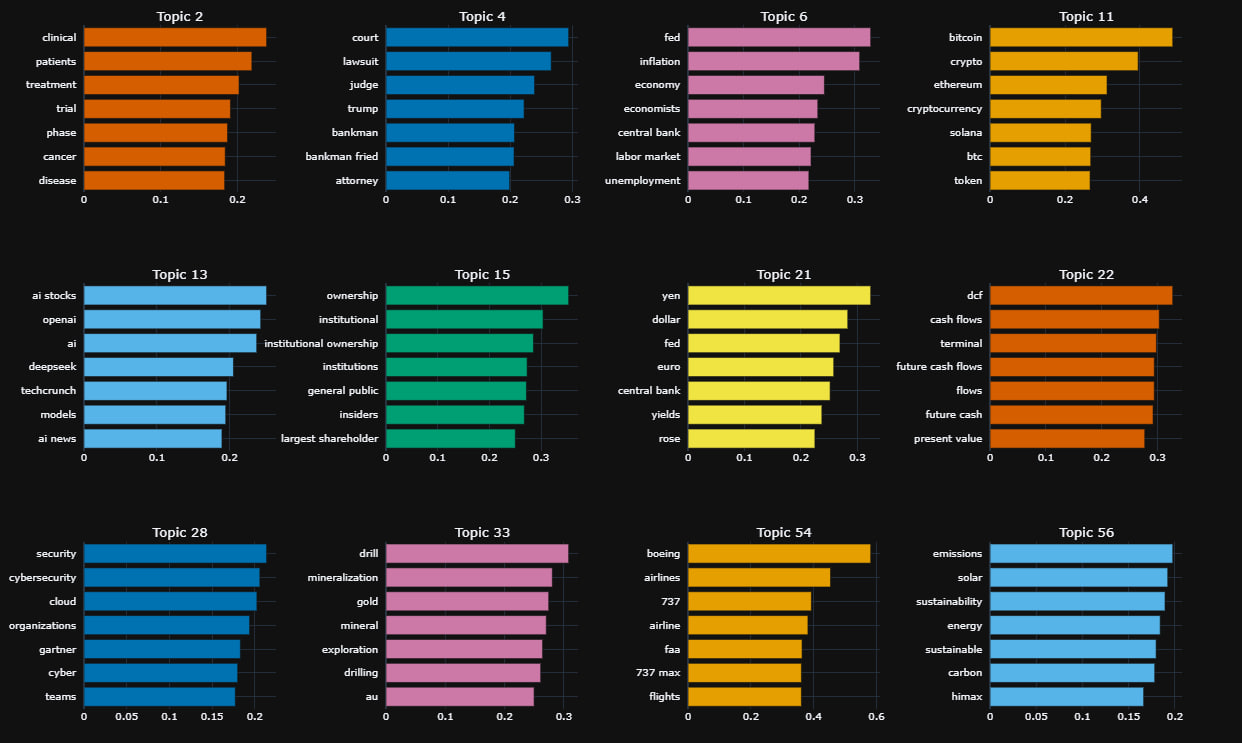 Topic 2
clinical
patients
treatment
trial
phase
cancer
disease
0 0.2
Topic 4
court
lawsuit
judge
trump
bankman
bankman fried
attorney
0 0.1 0.2 0.3
Topic 6
fed
inflation
economy
economists
central bank
labor market
unemployment
0 0.1 0.2 0.3
Topic 11
bitcoin
crypto
ethereum
cryptocurrency
solana
btc
token
0 0.2 0.4
Topic 13
ai stocks
openai
ai
deepseek
techcrunch
models
ai news
0 0.1 0.2
Topic 15
ownership
institutional
institutional ownership
institutions
general public
insiders
largest shareholder
0 0.1 0.2 0.3
Topic 21
yen
dollar
fed
euro
central bank
yields
rose
0 0.1 0.2 0.3
Topic 22
dcf
cash flows
terminal
future cash flows
flows
future cash
present value
0 0.1 0.2 0.3
Topic 28
security
cybersecurity
cloud
organizations
gartner
cyber
teams
0 0.05 0.1 0.15 0.2
Topic 33
drill
mineralization
gold
mineral
exploration
drilling
au
0 0.1 0.2 0.3
Topic 54
boeing
airlines
737
airline
faa
737 max
flights
0 0.2 0.4 0.6
Topic 56
emissions
solar
sustainability
energy
sustainable
carbon
himax
0 0.05 0.1 0.15 0.2